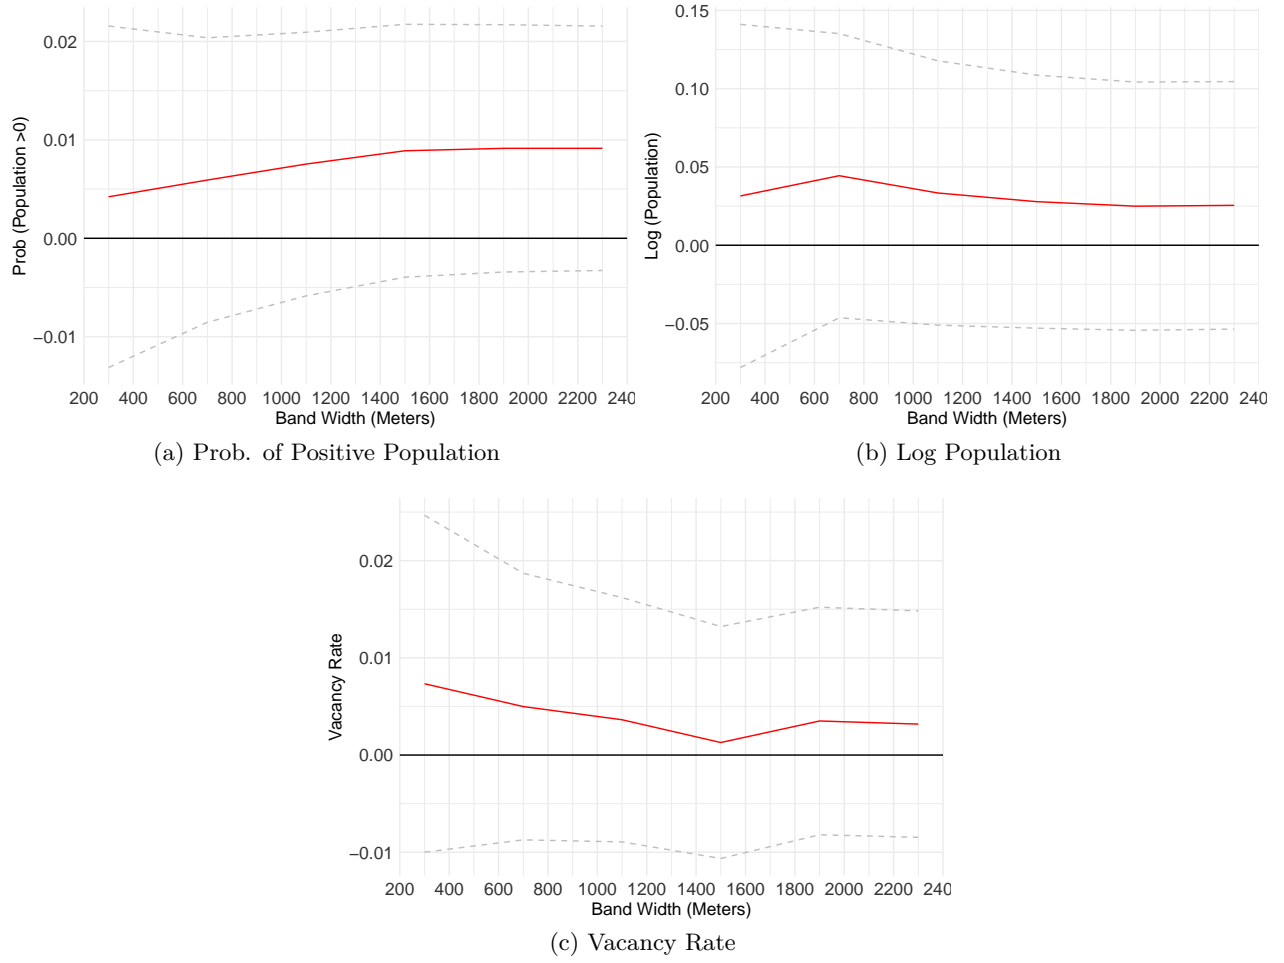 Prob (Population >0)
0.02
0.01
0.00
−0.01
200 400 600 800 1000 1200 1400 1600 1800 2000 2200 240
Band Width (Meters)
(a) Prob. of Positive Population
Log (Population)
0.15
0.10
0.05
0.00
−0.05
200 400 600 800 1000 1200 1400 1600 1800 2000 2200 240
Band Width (Meters)
(b) Log Population
Vacancy Rate
0.02
0.01
0.00
−0.01
200 400 600 800 1000 1200 1400 1600 1800 2000 2200 240
Band Width (Meters)
(c) Vacancy Rate